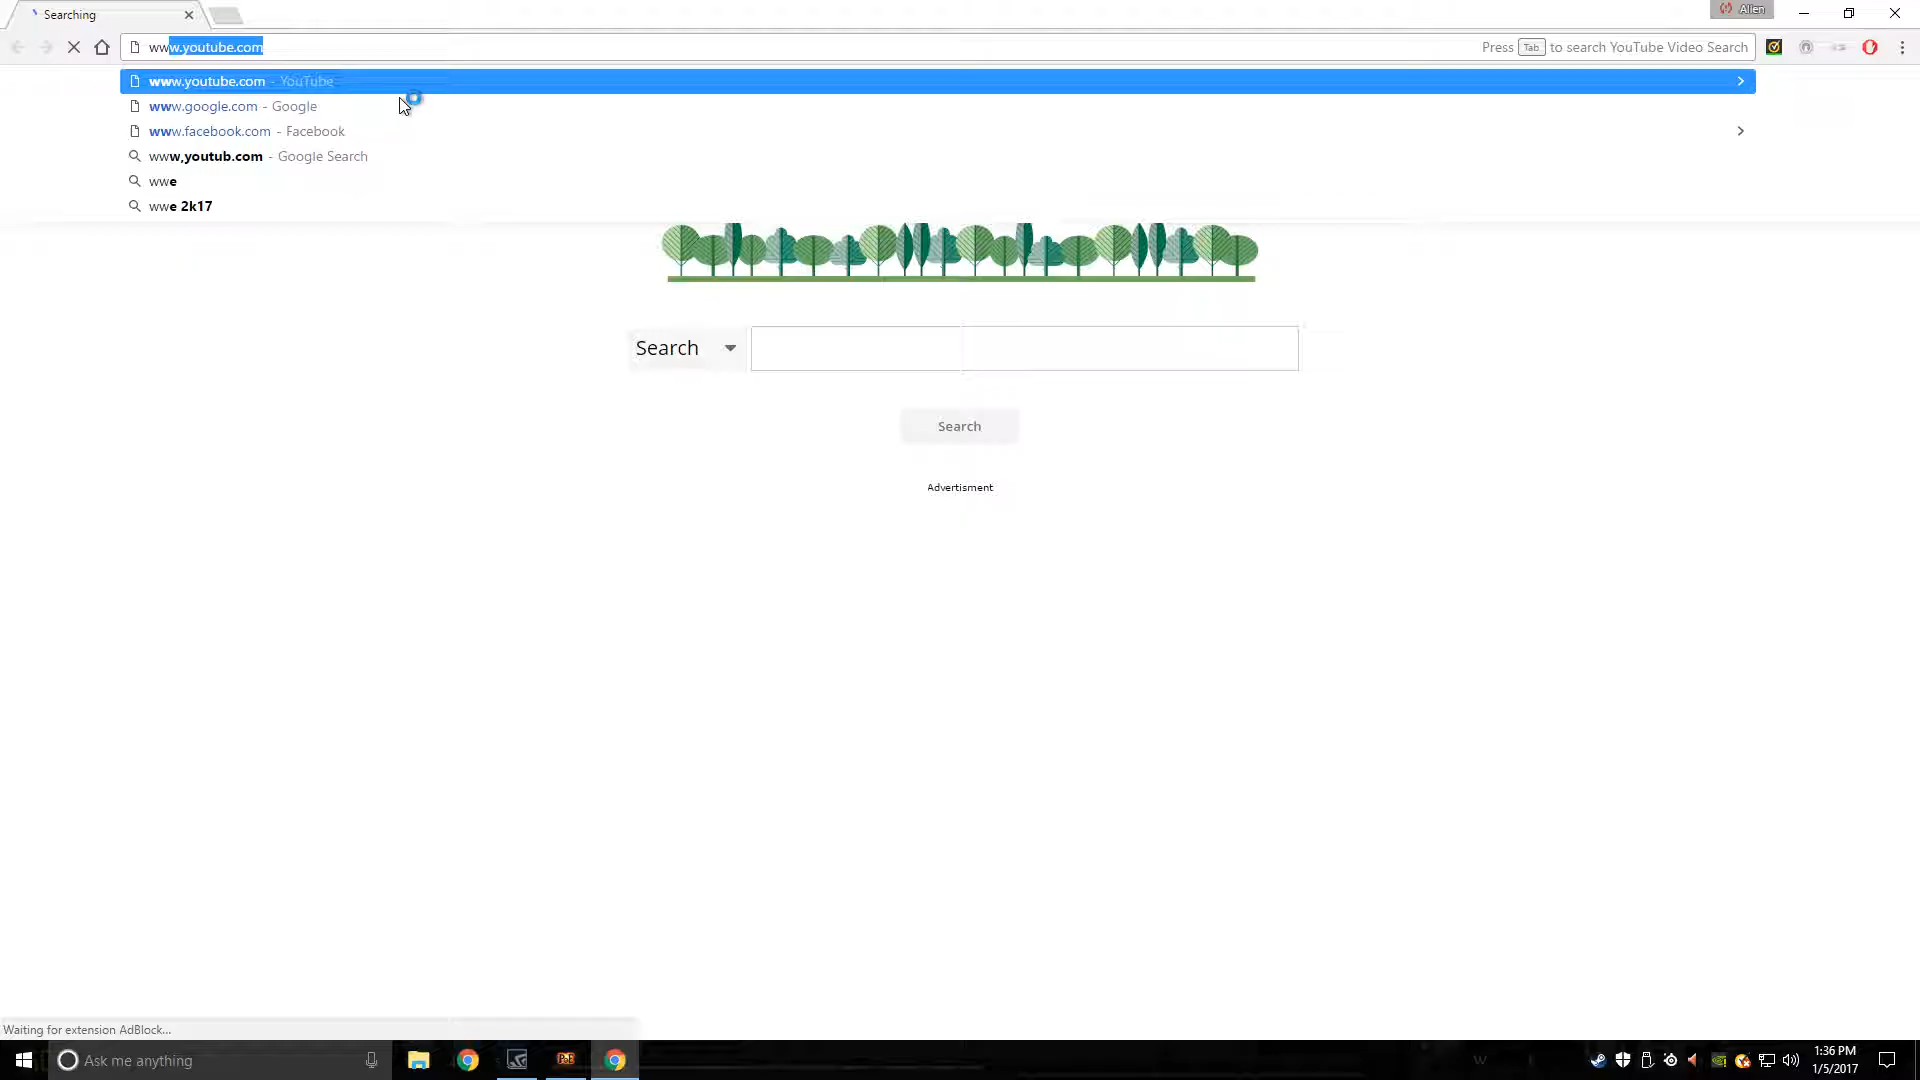 Searching
Allen
www.youtube.com
Press Tab to search YouTube Video Search
www.youtube.com - YouTube
www.google.com - Google
www.facebook.com - Facebook
www,youtub.com - Google Search
wwe
wwe 2k17
Search
Search
Advertisment
Waiting for extension AdBlock...
Ask me anything
1:36 PM
1/5/2017